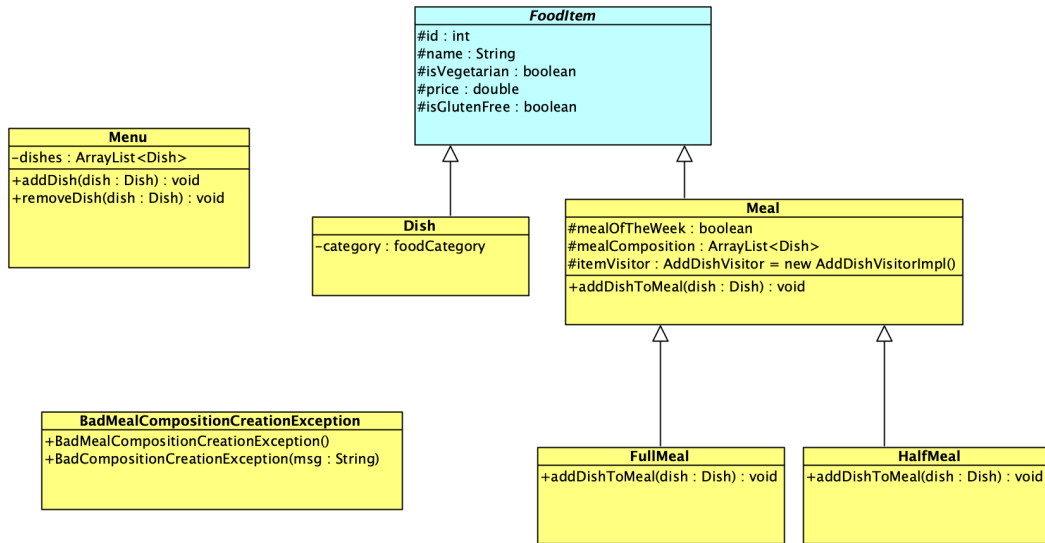 FoodItem
#id : int
#name : String
#isVegetarian : boolean
#price : double
#isGlutenFree : boolean
Menu
-dishes : ArrayList<Dish>
+addDish(dish : Dish) : void
+removeDish(dish : Dish) : void
Dish
-category : foodCategory
Meal
#mealOfTheWeek : boolean
#mealComposition : ArrayList<Dish>
#itemVisitor : AddDishVisitor = new AddDishVisitorImpl()
+addDishToMeal(dish : Dish) : void
BadMealCompositionCreationException
+BadMealCompositionCreationException()
+BadCompositionCreationException(msg : String)
FullMeal
+addDishToMeal(dish : Dish) : void
HalfMeal
+addDishToMeal(dish : Dish) : void